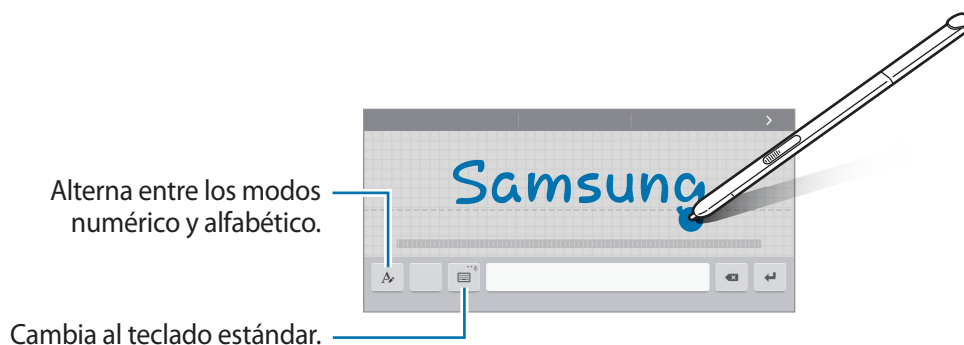 Samsung
Alterna entre los modos
numérico y alfabético.
Cambia al teclado estándar.